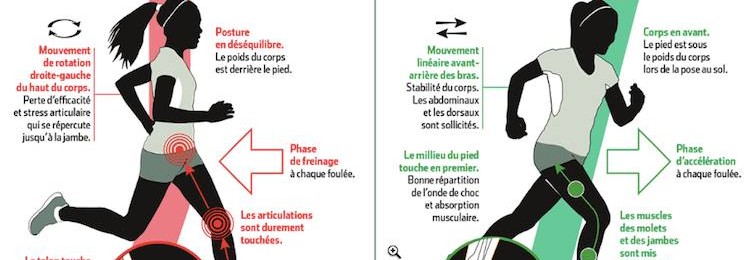 Mouvement
de rotation
droite-gauche
du haut du corps.
Perte d'efficacité
et stress articulaire
qui se répercute
jusqu'à la jambe.
Posture
en déséquilibre.
Le poids du corps
est derrière le pied.
Phase
de freinage
à chaque foulée.
Les articulations
sont durement
touchées.
Le talon touche
Mouvement
linéaire avant-
arrière des bras.
Stabilité du corps.
Les abdominaux
et les dorsaux
sont sollicités.
Corps en avant.
Le pied est sous
le poids du corps
lors de la pose au sol.
Le millieu du pied
touche en premier.
Bonne répartition
de l'onde de choc
et absorption
musculaire.
Phase
d'accélération
à chaque foulée.
Les muscles
des molets
et des jambes
sont mis